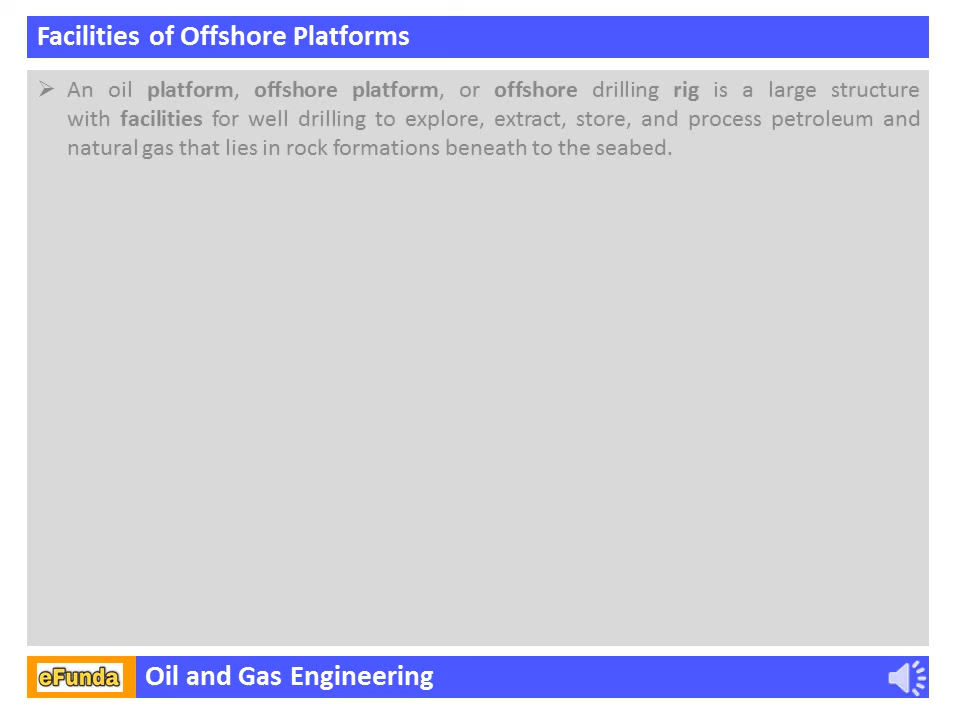 Facilities of Offshore Platforms
➢ An oil platform, offshore platform, or offshore drilling rig is a large structure
with facilities for well drilling to explore, extract, store, and process petroleum and
natural gas that lies in rock formations beneath to the seabed.
eFunda
Oil and Gas Engineering